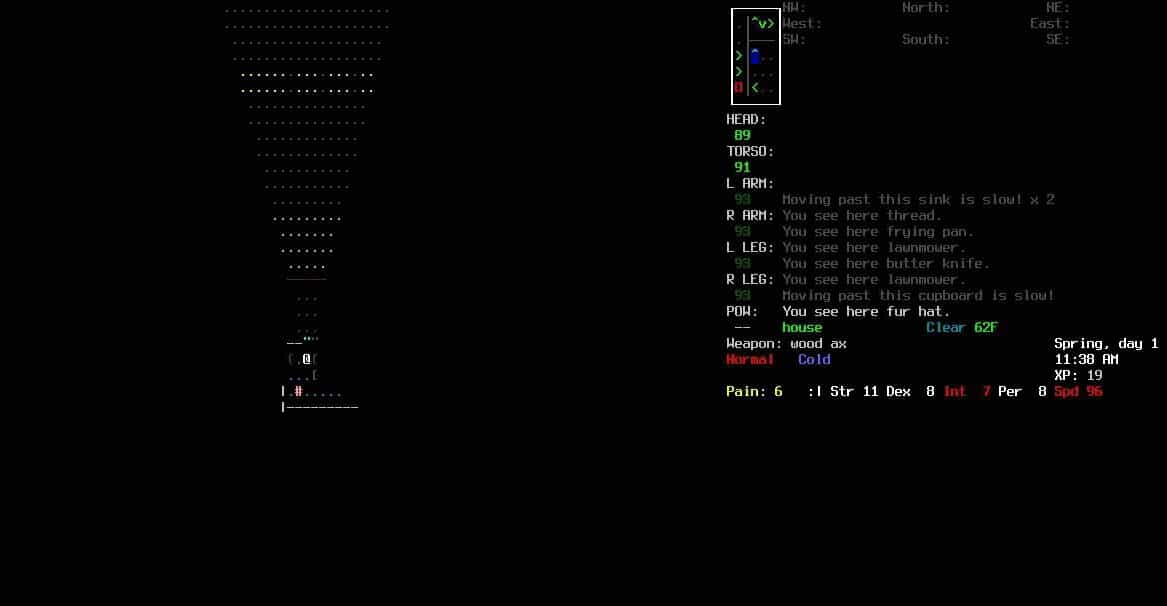 NW: North: NE:
West: East:
SW: South: SE:
HEAD:
89
TORSO:
91
L ARM:
93 Moving past this sink is slow! x 2
R ARM: You see here thread.
93 You see here frying pan.
L LEG: You see here lawnmower.
93 You see here butter knife.
R LEG: You see here lawnmower.
93 Moving past this cupboard is slow!
POW: You see here fur hat.
-- house Clear 62F
Weapon: wood ax Spring, day 1
Normal Cold 11:38 AM
XP: 19
Pain: 6 :| Str 11 Dex 8 Int 7 Per 8 Spd 96